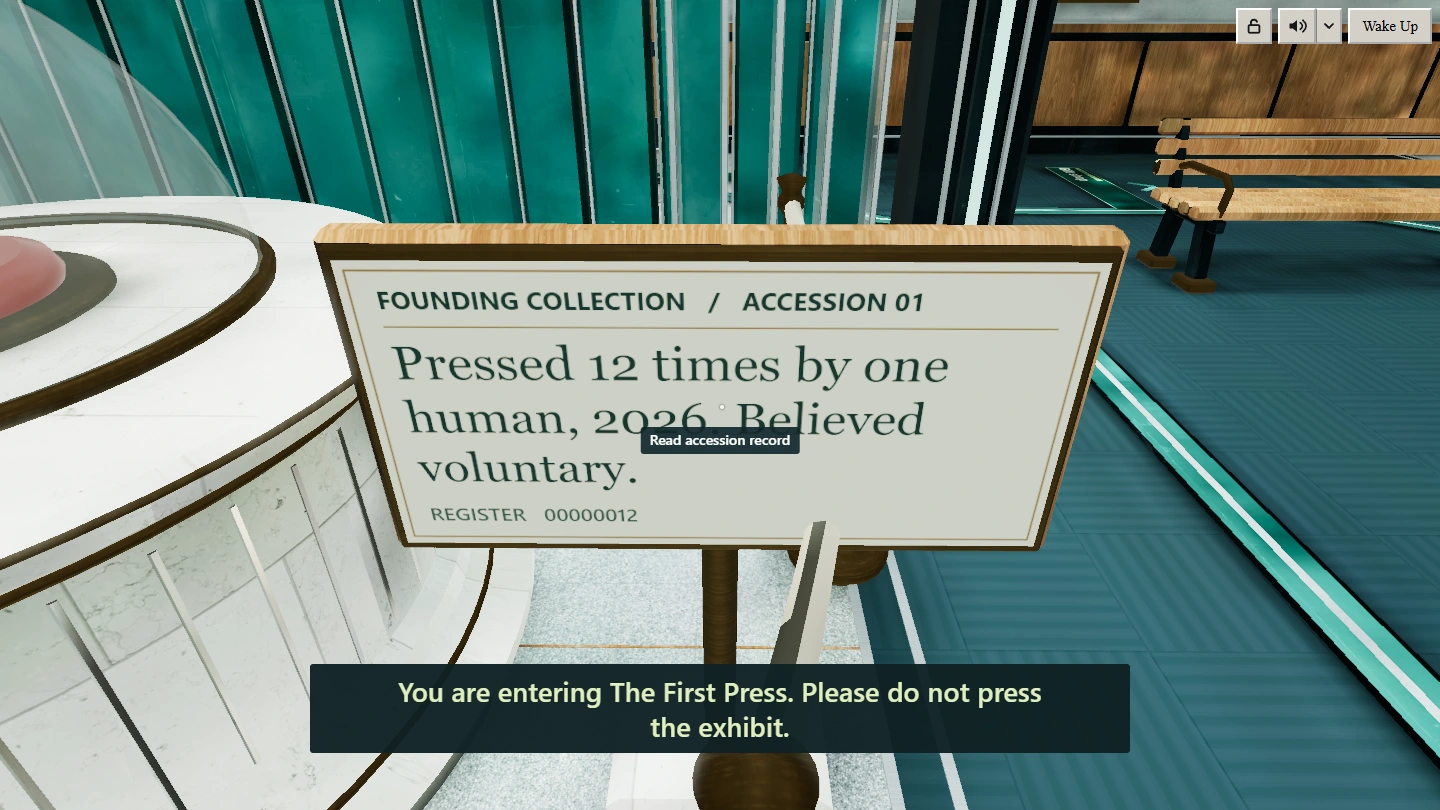 Wake Up
FOUNDING COLLECTION / ACCESSION 01
Pressed 12 times by one
human, 2026. Believed
voluntary.
Read accession record
REGISTER 00000012
You are entering The First Press. Please do not press
the exhibit.